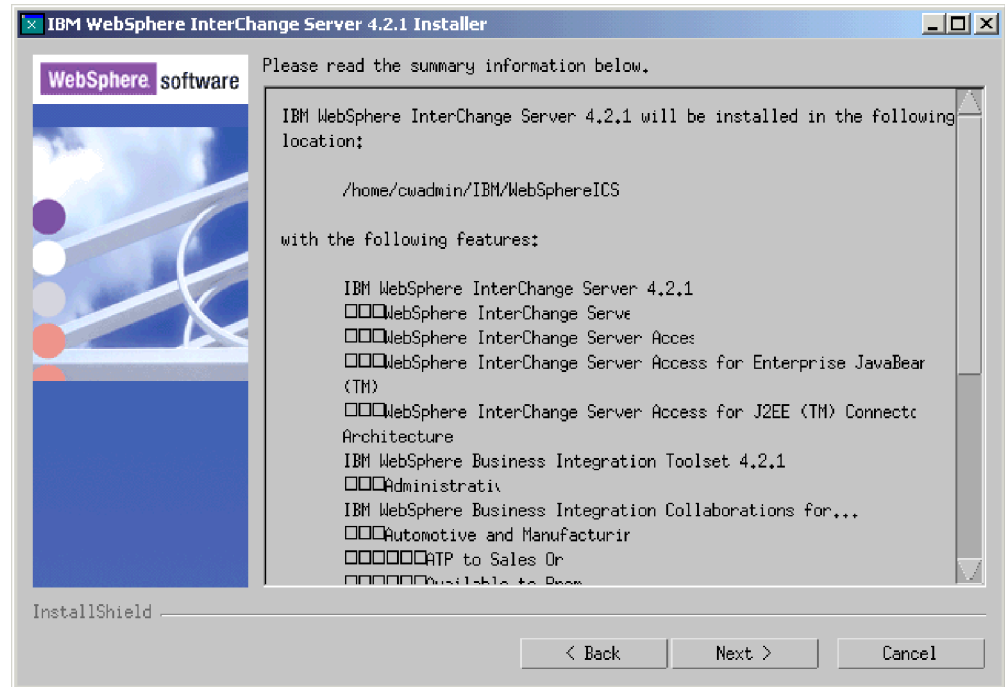 IBM WebSphere InterChange Server 4.2.1 Installer
WebSphere software
Please read the summary information below.
IBM WebSphere InterChange Server 4.2.1 will be installed in the following
location:
/home/cwadmin/IBM/WebSphereICS
with the following features:
IBM WebSphere InterChange Server 4.2.1
□□□WebSphere InterChange Serve
□□□WebSphere InterChange Server Acces
□□□WebSphere InterChange Server Access for Enterprise JavaBear
(TM)
□□□WebSphere InterChange Server Access for J2EE (TM) Connectc
Architecture
IBM WebSphere Business Integration Toolset 4.2.1
□□□Administrativ
IBM WebSphere Business Integration Collaborations for...
□□□Automotive and Manufacturir
□□□□□□ATP to Sales Or
□□□□□□Available to Prom
InstallShield
< Back
Next >
Cancel